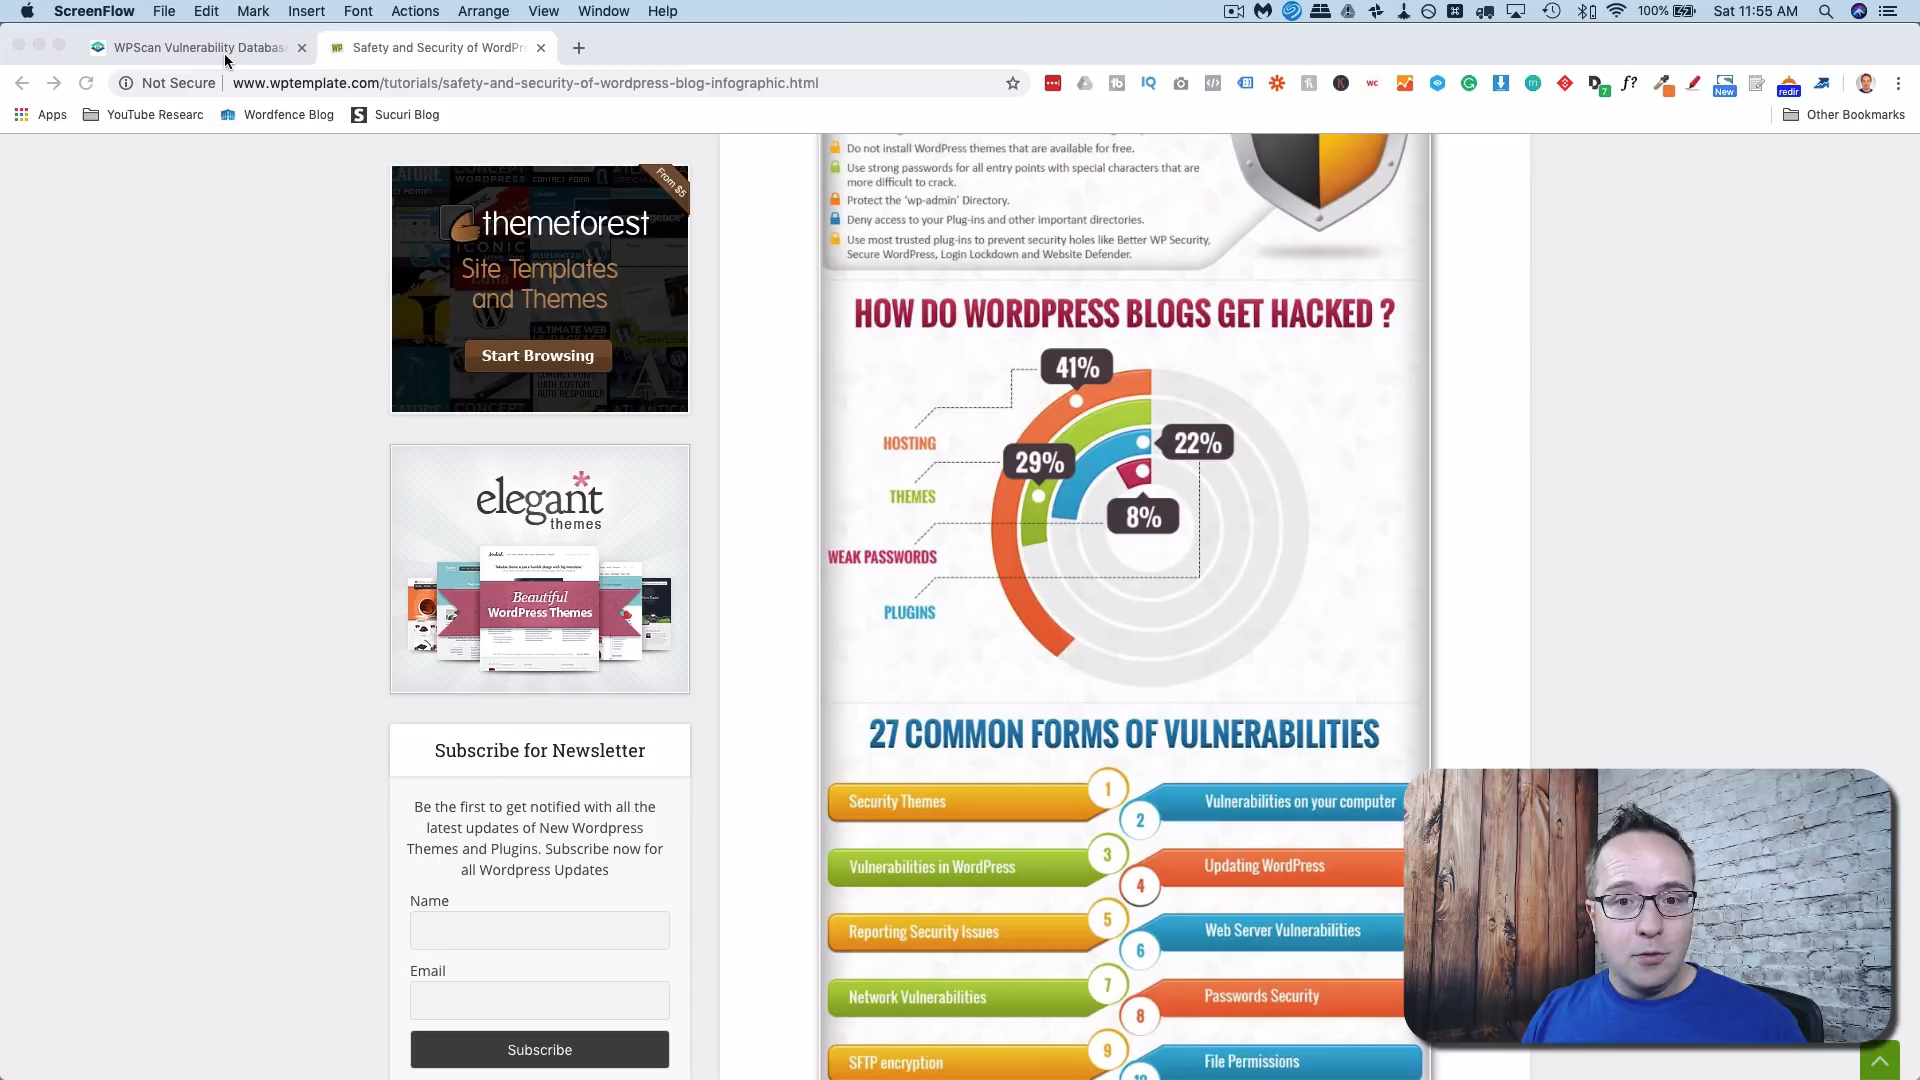 ScreenFlow File Edit Mark Insert Font Actions Arrange View Window Help 100% Sat 11:55 AM
WPScan Vulnerability Databas Safety and Security of WordPr
Not Secure www.wptemplate.com/tutorials/safety-and-security-of-wordpress-blog-infographic.html
Apps YouTube Researc Wordfence Blog Sucuri Blog Other Bookmarks
From $5
themeforest
Site Templates
and Themes
Start Browsing
elegant
themes
Beautiful
WordPress Themes
Subscribe for Newsletter
Be the first to get notified with all the
latest updates of New Wordpress
Themes and Plugins. Subscribe now for
all Wordpress Updates
Name
Email
Subscribe
Do not install WordPress themes that are available for free.
Use strong passwords for all entry points with special characters that are
more difficult to crack.
Protect the 'wp-admin' Directory.
Deny access to your Plug-ins and other important directories.
Use most trusted plug-ins to prevent security holes like Better WP Security,
Secure WordPress, Login Lockdown and Website Defender.
HOW DO WORDPRESS BLOGS GET HACKED ?
41%
HOSTING
22%
29%
THEMES
8%
WEAK PASSWORDS
PLUGINS
27 COMMON FORMS OF VULNERABILITIES
Security Themes 1
2 Vulnerabilities on your computer
Vulnerabilities in WordPress 3
4 Updating WordPress
Reporting Security Issues 5
6 Web Server Vulnerabilities
Network Vulnerabilities 7
8 Passwords Security
SFTP encryption 9
10 File Permissions